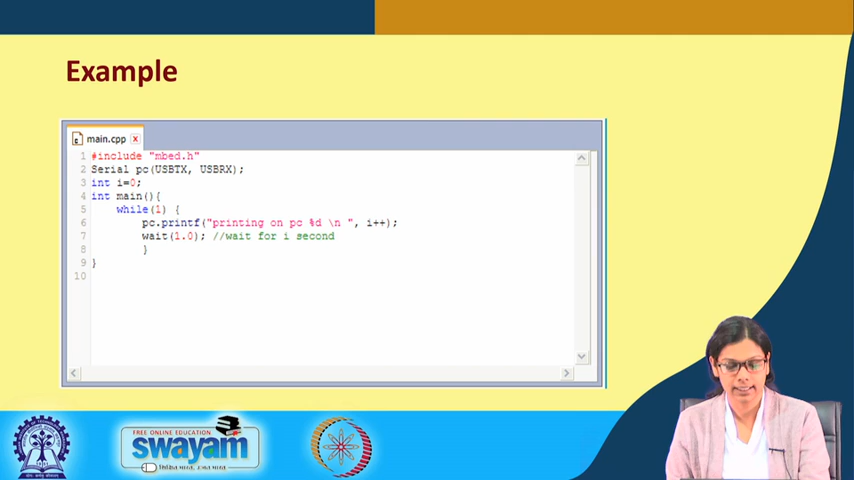 Example
main.cpp
1 #include "mbed.h"
2 Serial pc(USBTX, USBRX);
3 int i=0;
4 int main(){
5 while(1) {
6 pc.printf("printing on pc %d \n ", i++);
7 wait(1.0); //wait for i second
8 }
9 }
10
FREE ONLINE EDUCATION
swayam